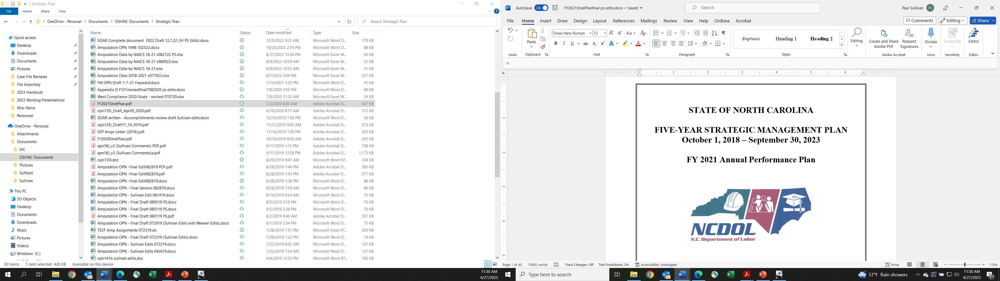 Strategic Plan
File Home Share View
OneDrive - Personal Documents OSHNC Documents Strategic Plan
Search Strategic Plan
Quick access
Desktop
Downloads
Documents
Pictures
Case File Reviews
File Assembly
2023 Handouts
2023 Working Presentations
Misc Items
Personnel
OneDrive - Personal
Attachments
Documents
IVC
OSHNC Documents
Pictures
Softball
Sullivan
This PC
3D Objects
Desktop
Documents
Downloads
Music
Pictures
Videos
Windows (C:)
Name Status Date modified Type Size
SOAR Complete document 2022 Draft 12.7.22 (JH PS Edits).docx 12/9/2022 9:23 AM Microsoft Word D... 170 KB
Amputation OPN 149B 102522.docx 10/25/2022 2:14 PM Microsoft Word D... 88 KB
Amputation Data by NAICS 18-21 v082122 PS.xlsx 8/31/2022 12:28 PM Microsoft Excel W... 93 KB
Amputation Data by NAICS 18-21 v080922.xlsx 8/9/2022 10:59 AM Microsoft Excel W... 31 KB
Amputation Data by NAICS 18-21.xlsx 8/9/2022 10:55 AM Microsoft Excel W... 31 KB
Amputation Data 2018-2021 v071922.xlsx 8/7/2022 2:04 PM Microsoft Excel W... 227 KB
FM OPN Draft 1-7-21 Hayward.docx 1/14/2021 1:25 PM Microsoft Word D... 41 KB
Appendix D FY21revisedfinal7082020 ps edits.docx 7/8/2020 3:55 PM Microsoft Word D... 89 KB
West Compliance 2020 Goals - revised 070720.xlsx 7/8/2020 11:32 AM Microsoft Excel W... 24 KB
FY2021StratPlan.pdf 7/2/2020 8:00 AM Adobe Acrobat D... 427 KB
opn135i_Draft_April9_2020.pdf 4/16/2020 8:11 AM Adobe Acrobat D... 212 KB
SOAR written - Accomplishments review draft Sullivan edits.docx 12/10/2019 7:58 PM Microsoft Word D... 36 KB
opn135i_Draft11_14-2019.pdf 11/21/2019 9:05 AM Adobe Acrobat D... 273 KB
SEP Amps Letter (2019).pdf 11/14/2019 7:20 PM Adobe Acrobat D... 205 KB
FY2020StratPlan.pdf 10/10/2019 8:56 AM Adobe Acrobat D... 291 KB
apn16J_v3 (Sullivan Comments) PDF.pdf 9/17/2019 1:12 PM Adobe Acrobat D... 738 KB
apn16J_v3 (Sullivan Comments)a.pdf 9/17/2019 12:28 PM Adobe Acrobat D... 1,173 KB
opn135I.doc 8/29/2019 9:47 AM Microsoft Word 97... 334 KB
Amputation OPN -Final Edit082819 PDF.pdf 8/28/2019 1:44 PM Adobe Acrobat D... 385 KB
Amputation OPN -Final Edit082819.pdf 8/28/2019 1:43 PM Adobe Acrobat D... 377 KB
Amputation OPN -Final Edit082819.docx 8/28/2019 1:38 PM Microsoft Word D... 86 KB
Amputation OPN - Final Version 082819.docx 8/28/2019 7:59 AM Microsoft Word D... 86 KB
Amputation OPN - Sullivan Edit 081419.docx 8/14/2019 9:24 AM Microsoft Word D... 75 KB
Amputation OPN - Final Draft 080519 PS.docx 8/5/2019 3:19 PM Microsoft Word D... 76 KB
Amputation OPN - Final Draft 080119 PS.docx 8/5/2019 2:38 PM Microsoft Word D... 76 KB
Amputation OPN - Final Draft 080119 PS.pdf 8/2/2019 8:40 AM Adobe Acrobat D... 357 KB
Amputation OPN - Final Draft 072919 (Sullivan Edits with Weaver Edits).docx 8/1/2019 3:34 PM Microsoft Word D... 75 KB
TEST Amp Assignments 072319.xls 7/28/2019 7:51 PM Microsoft Excel 97... 205 KB
Amputation OPN - Final Draft 072319 (Sullivan Edits).docx 7/28/2019 7:32 PM Microsoft Word D... 74 KB
Amputation OPN - Sullivan Edits 072219.docx 7/22/2019 8:02 AM Microsoft Word D... 127 KB
Amputation OPN - Sullivan Edits 042619.docx 7/22/2019 7:54 AM Microsoft Word D... 127 KB
opn141b sullivan edits.doc 6/4/2019 12:52 PM Microsoft Word 97... 163 KB
83 items 1 item selected 426 KB Available on this device
11:30 AM
4/27/2023
AutoSave On FY2021StratPlanfinal ps edits.docx • Saved
Search
Paul Sullivan PS
File Home Insert Draw Design Layout References Mailings Review View Help OnBase Acrobat
Comments Editing Share
Paste
Times New Roman 12
Emphasis Heading 1 Heading 2
Editing
Create and Share Adobe PDF
Request Signatures
Dictate
Sensitivity
Editor
Undo Clipboard Font Paragraph Styles Adobe Acrobat Voice Sensitivity Editor
1 2 3 4 5 6
STATE OF NORTH CAROLINA
FIVE-YEAR STRATEGIC MANAGEMENT PLAN
October 1, 2018 – September 30, 2023
FY 2021 Annual Performance Plan
NCDOL
N.C. Department of Labor
Page 1 of 40 10092 words Track Changes: Off Text Predictions: On Accessibility: Investigate Focus 110%
Type here to search
57°F Rain showers
11:30 AM
4/27/2023
27